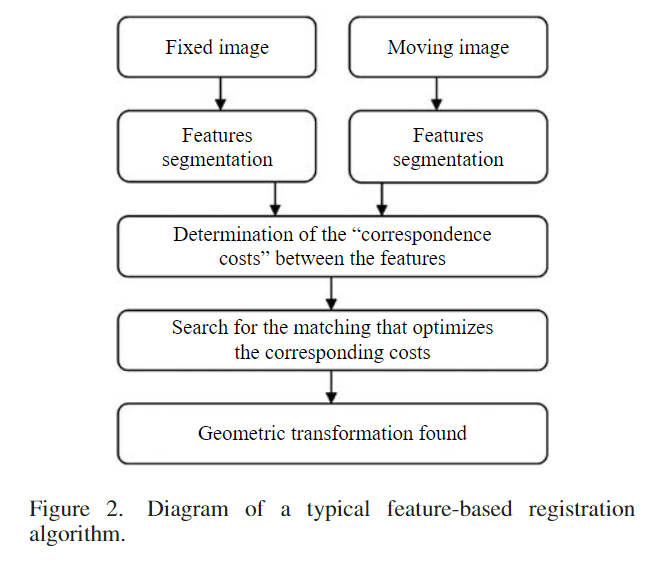 Fixed image
Moving image
Features
segmentation
Features
segmentation
Determination of the “correspondence
costs” between the features
Search for the matching that optimizes
the corresponding costs
Geometric transformation found
Figure 2. Diagram of a typical feature-based registration
algorithm.